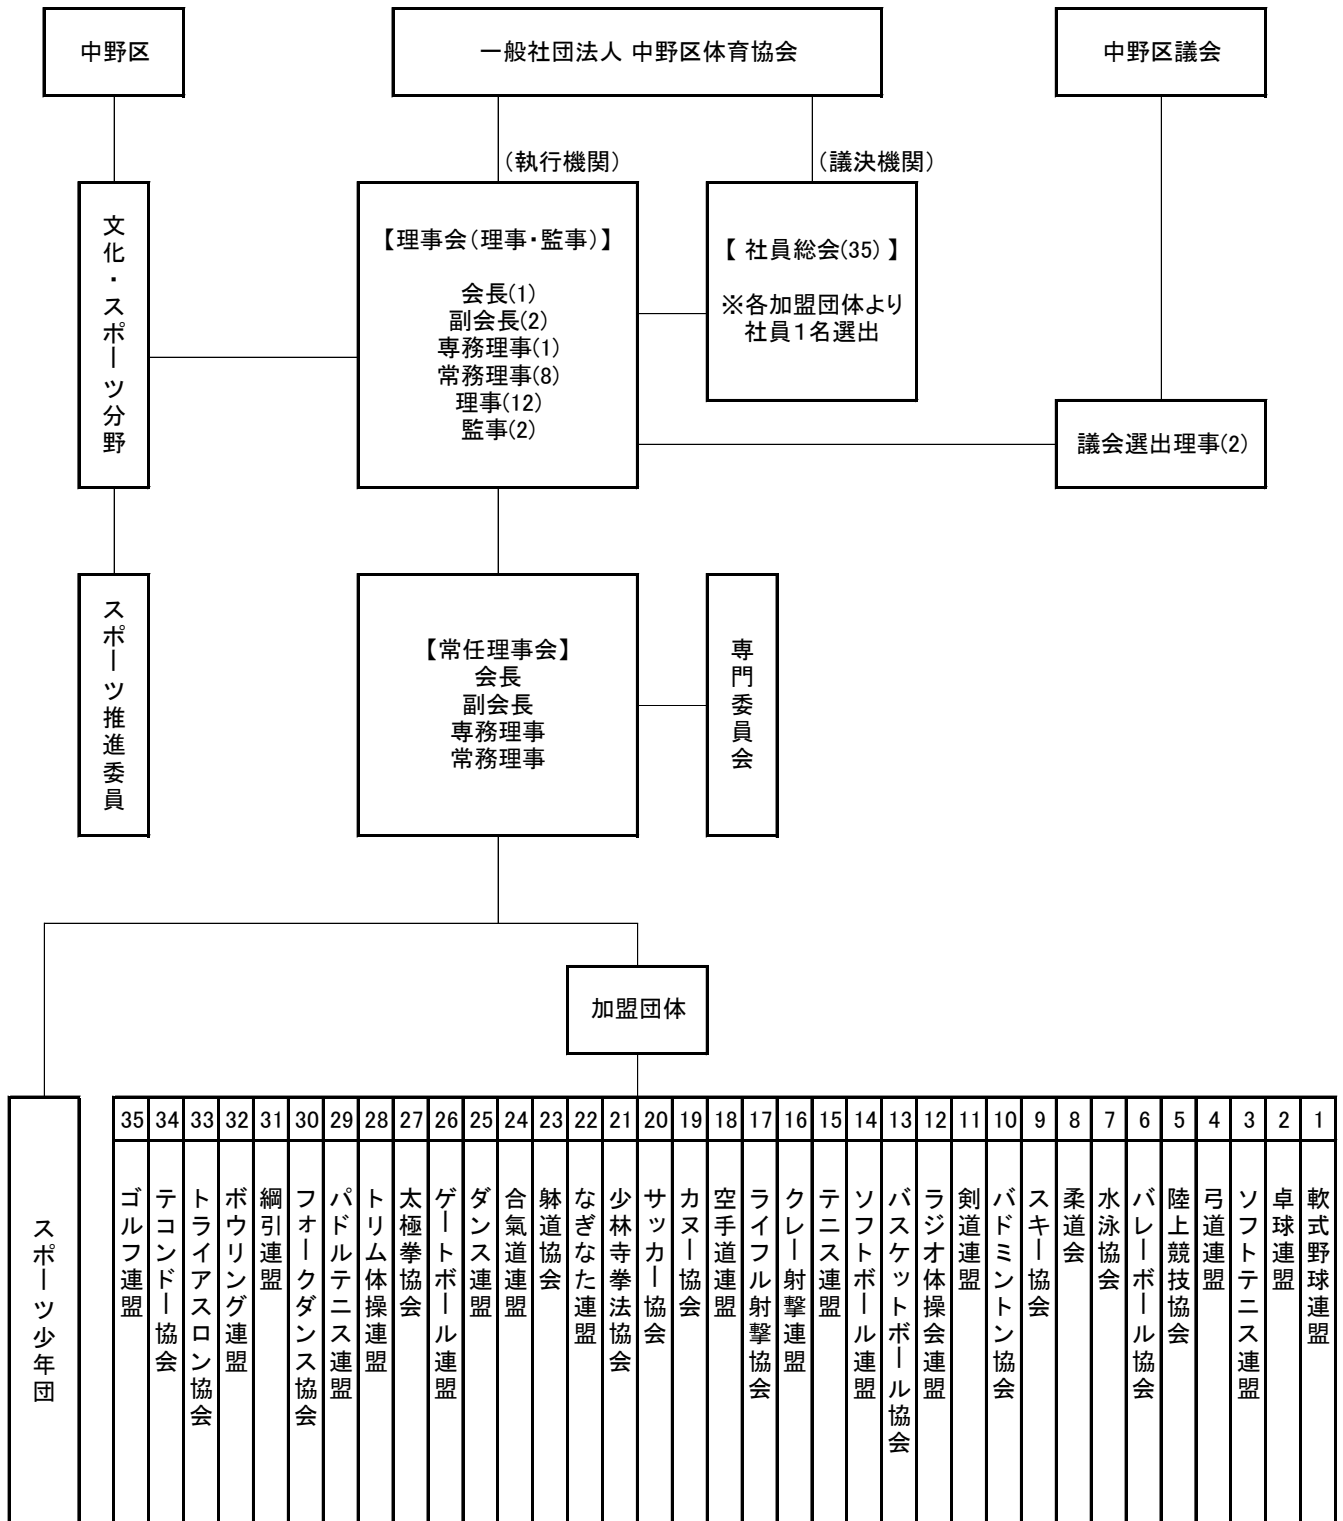 中野区
一般社団法人 中野区体育協会
中野区議会
(執行機関)
(議決機関)
文化・スポーツ分野
【理事会(理事・監事)】
会長(1)
副会長(2)
専務理事(1)
常務理事(8)
理事(12)
監事(2)
【 社員総会(35) 】
※各加盟団体より
社員1名選出
議会選出理事(2)
スポーツ推進委員
【常任理事会】
会長
副会長
専務理事
常務理事
専門委員会
加盟団体
スポーツ少年団
35 34 33 32 31 30 29 28 27 26 25 24 23 22 21 20 19 18 17 16 15 14 13 12 11 10 9 8 7 6 5 4 3 2 1
軟式野球連盟
卓球連盟
ソフトテニス連盟
弓道連盟
陸上競技協会
バレーボール協会
水泳協会
柔道会
スキー協会
バドミントン協会
剣道連盟
ラジオ体操会連盟
バスケットボール協会
ソフトボール連盟
テニス連盟
クレー射撃連盟
ライフル射撃協会
空手道連盟
カヌー協会
サッカー協会
少林寺拳法協会
なぎなた連盟
躰道協会
合氣道連盟
ダンス連盟
ゲートボール連盟
太極拳協会
トリム体操連盟
パドルテニス連盟
フォークダンス協会
綱引連盟
ボウリング連盟
トライアスロン協会
テコンドー協会
ゴルフ連盟